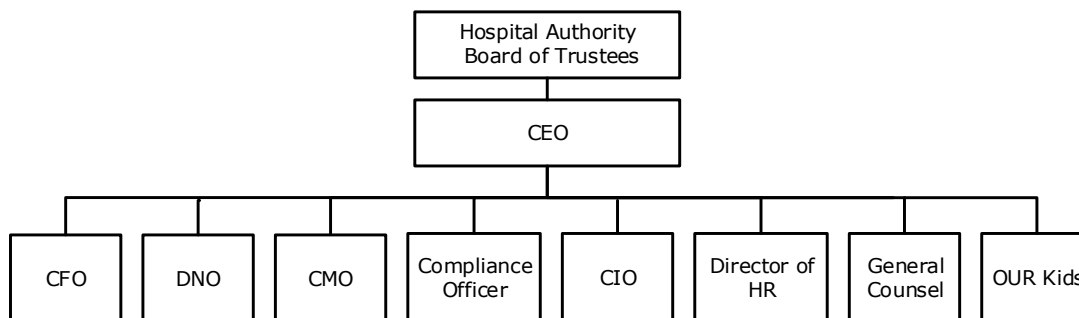 Hospital Authority
Board of Trustees
CEO
CFO
DNO
CMO
Compliance
Officer
CIO
Director of
HR
General
Counsel
OUR Kids